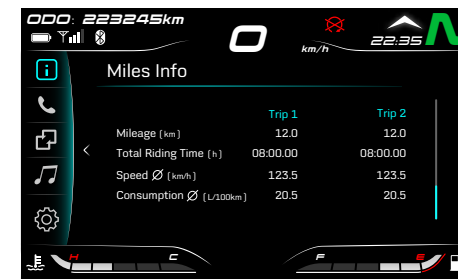 ODO: 223245km
0
km/h
22:35
N
Miles Info
Trip 1 Trip 2
Mileage (km) 12.0 12.0
Total Riding Time (h) 08:00.00 08:00.00
Speed Ø (km/h) 123.5 123.5
Consumption Ø (L/100km) 20.5 20.5
H C F E